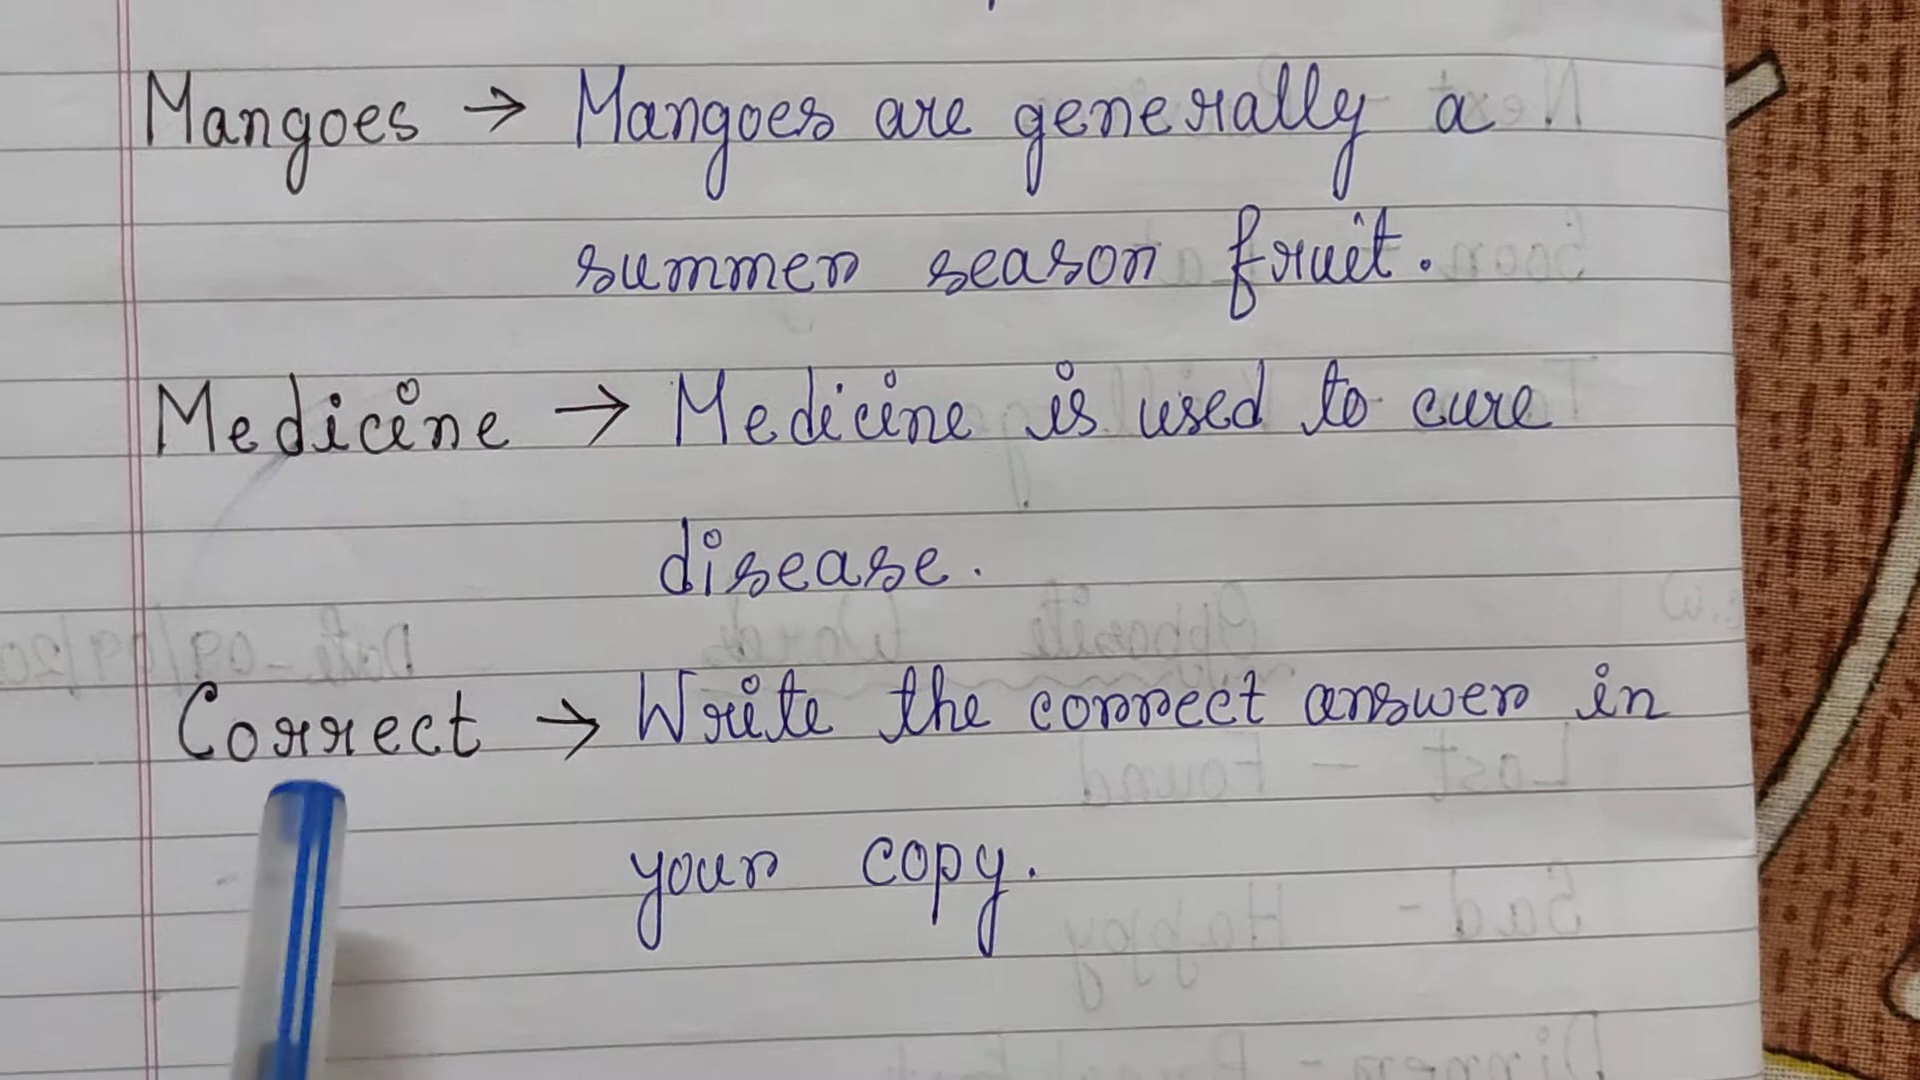 Mangoes → Mangoes are generally a
summer season fruit.
Medicine → Medicine is used to cure
disease.
Correct → Write the correct answer in
your copy.